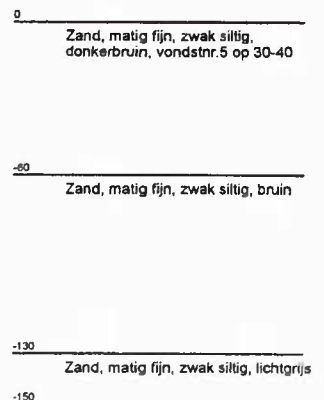 0
Zand, matig fijn, zwak siltig,
donkerbruin, vondstnr.5 op 30-40
-60
Zand, matig fijn, zwak siltig, bruin
-130
Zand, matig fijn, zwak siltig, lichtgrijs
-150